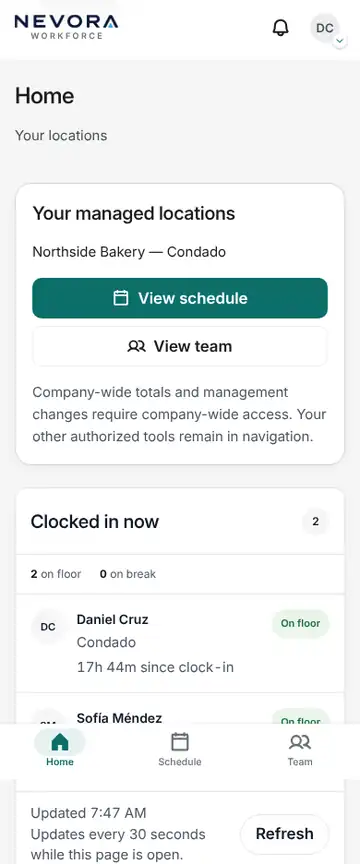 NEVORA
WORKFORCE
DC
Home
Your locations
Your managed locations
Northside Bakery — Condado
View schedule
View team
Company-wide totals and management
changes require company-wide access. Your
other authorized tools remain in navigation.
Clocked in now
2
2 on floor 0 on break
DC
Daniel Cruz
On floor
Condado
17h 44m since clock-in
Sofía Méndez
On floor
Home
Schedule
Team
Updated 7:47 AM
Updates every 30 seconds
while this page is open.
Refresh